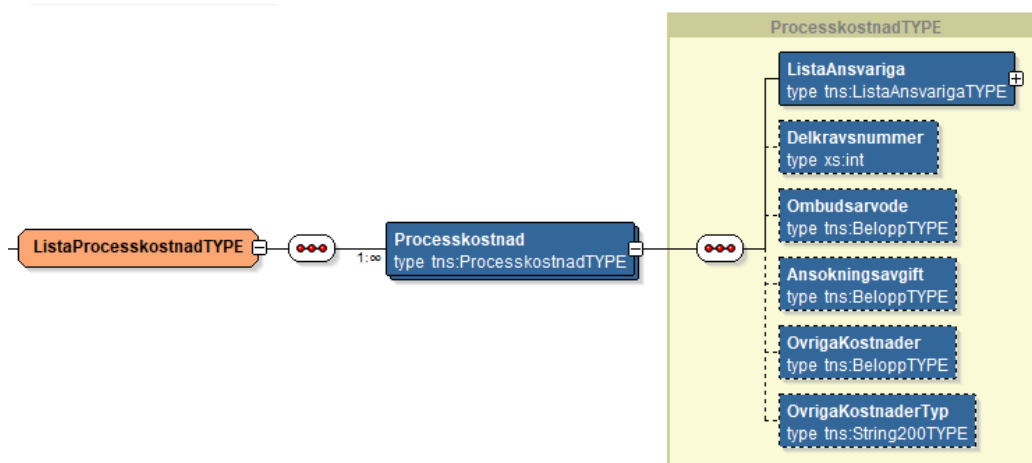 ProcesskostnadTYPE
ListaAnsvariga
type tns:ListaAnsvarigaTYPE
Delkravsnummer
type xs:int
Ombudsarvode
type tns:BeloppTYPE
ListaProcesskostnadTYPE
Processkostnad
type tns:ProcesskostnadTYPE
1:∞
Ansokningsavgift
type tns:BeloppTYPE
OvrigaKostnader
type tns:BeloppTYPE
OvrigaKostnaderTyp
type tns:String200TYPE